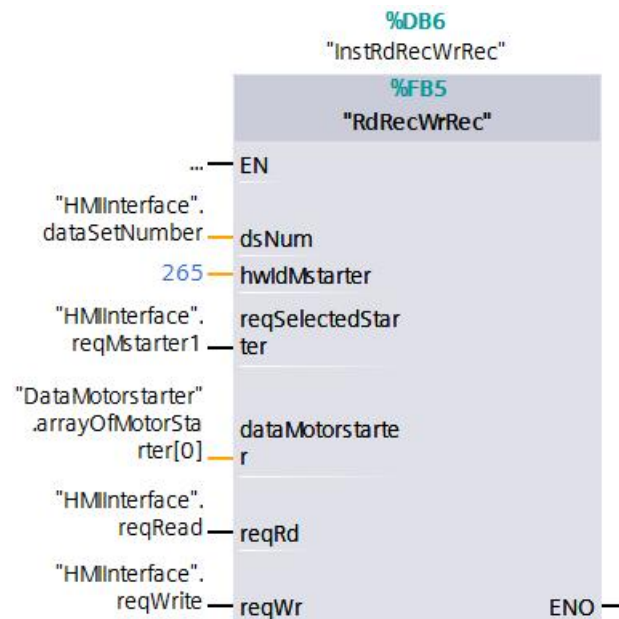 %DB6
"InstRdRecWrRec"
%FB5
"RdRecWrRec"
... EN
"HMIInterface".
dataSetNumber dsNum
265 hwIdMstarter
"HMIInterface". reqSelectedStar
reqMstarter1 ter
"DataMotorstarter"
.arrayOfMotorSta dataMotorstarte
rter[0] r
"HMIInterface".
reqRead reqRd
"HMIInterface".
reqWrite reqWr ENO